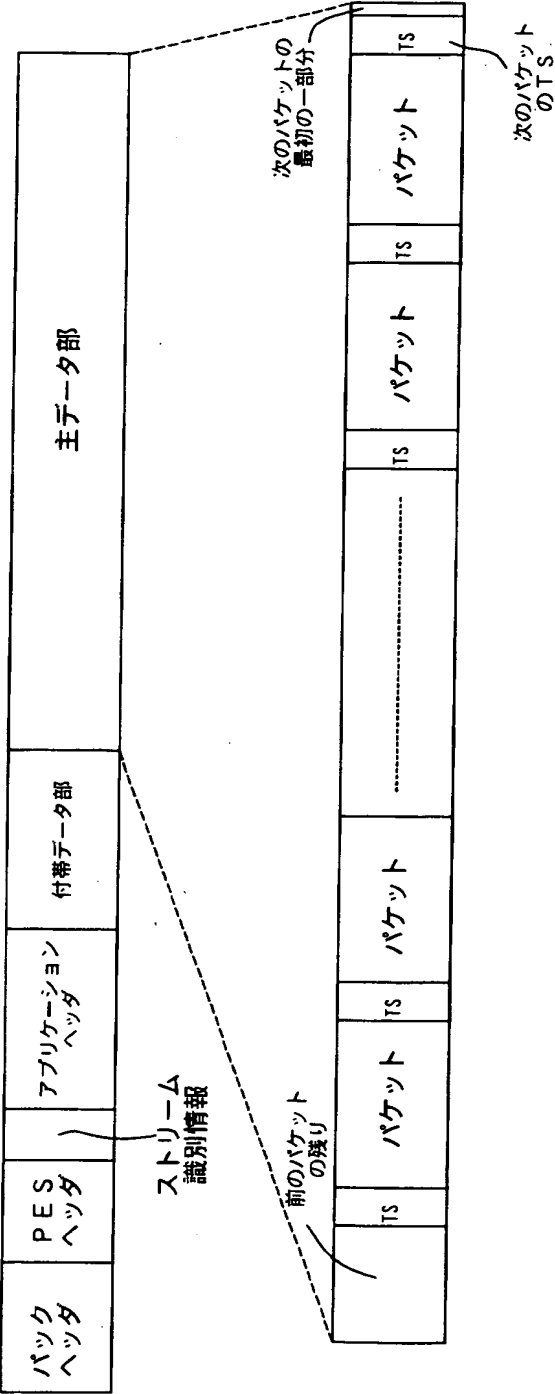 パック
ヘッダ
ＰＥＳ
ヘッダ
ストリーム
識別情報
アプリケーション
ヘッダ
付帯データ部
主データ部
前のパケット
の残り
TS
パケット
TS
パケット
TS
パケット
TS
パケット
TS
次のパケットの
最初の一部分
次のパケット
のＴＳ